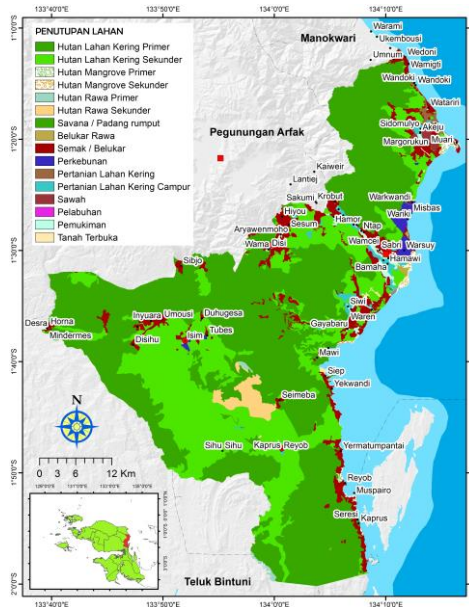 133°40'0"E 133°50'0"E 134°0'0"E 134°10'0"E
PENUTUPAN LAHAN
Hutan Lahan Kering Primer
Hutan Lahan Kering Sekunder
Hutan Mangrove Primer
Hutan Mangrove Sekunder
Hutan Rawa Primer
Hutan Rawa Sekunder
Savana / Padang rumput
Belukar Rawa
Semak / Belukar
Perkebunan
Pertanian Lahan Kering
Pertanian Lahan Kering Campur
Sawah
Pelabuhan
Pemukiman
Tanah Terbuka
Manokwari
Warami
Ukembousi
Umnum
Wedoni
Wamigti
Wandoki
Wandoki
Watariri
Sidomulyo
Akeju
Margorukun
Muari
Pegunungan Arfak
Kaiweir
Lantiej
Sakumi
Krobut
Hiyou
Sesum
Aryawenmoho
Wama
Disi
Hamor
Ntap
Wamcei
Warkwandi
Misbas
Wariki
Sabri
Warsuy
Hamawi
Bamaha
Sibjo
Siwi
Waren
Gayabaru
Inyuara
Umousi
Duhugesa
Desra
Horna
Mindermes
Disihu
Isim
Tubes
Mawi
Siep
Yekwandi
Seimeba
Sihu
Sihu
Kaprus
Reyob
Yermatumpantai
Reyob
Muspairo
Seresi
Kaprus
N
0 3 6 12 Km
Teluk Bintuni
1°10'0"S
1°20'0"S
1°30'0"S
1°40'0"S
1°50'0"S
2°0'0"S
133°40'0"E 133°50'0"E 134°0'0"E 134°10'0"E